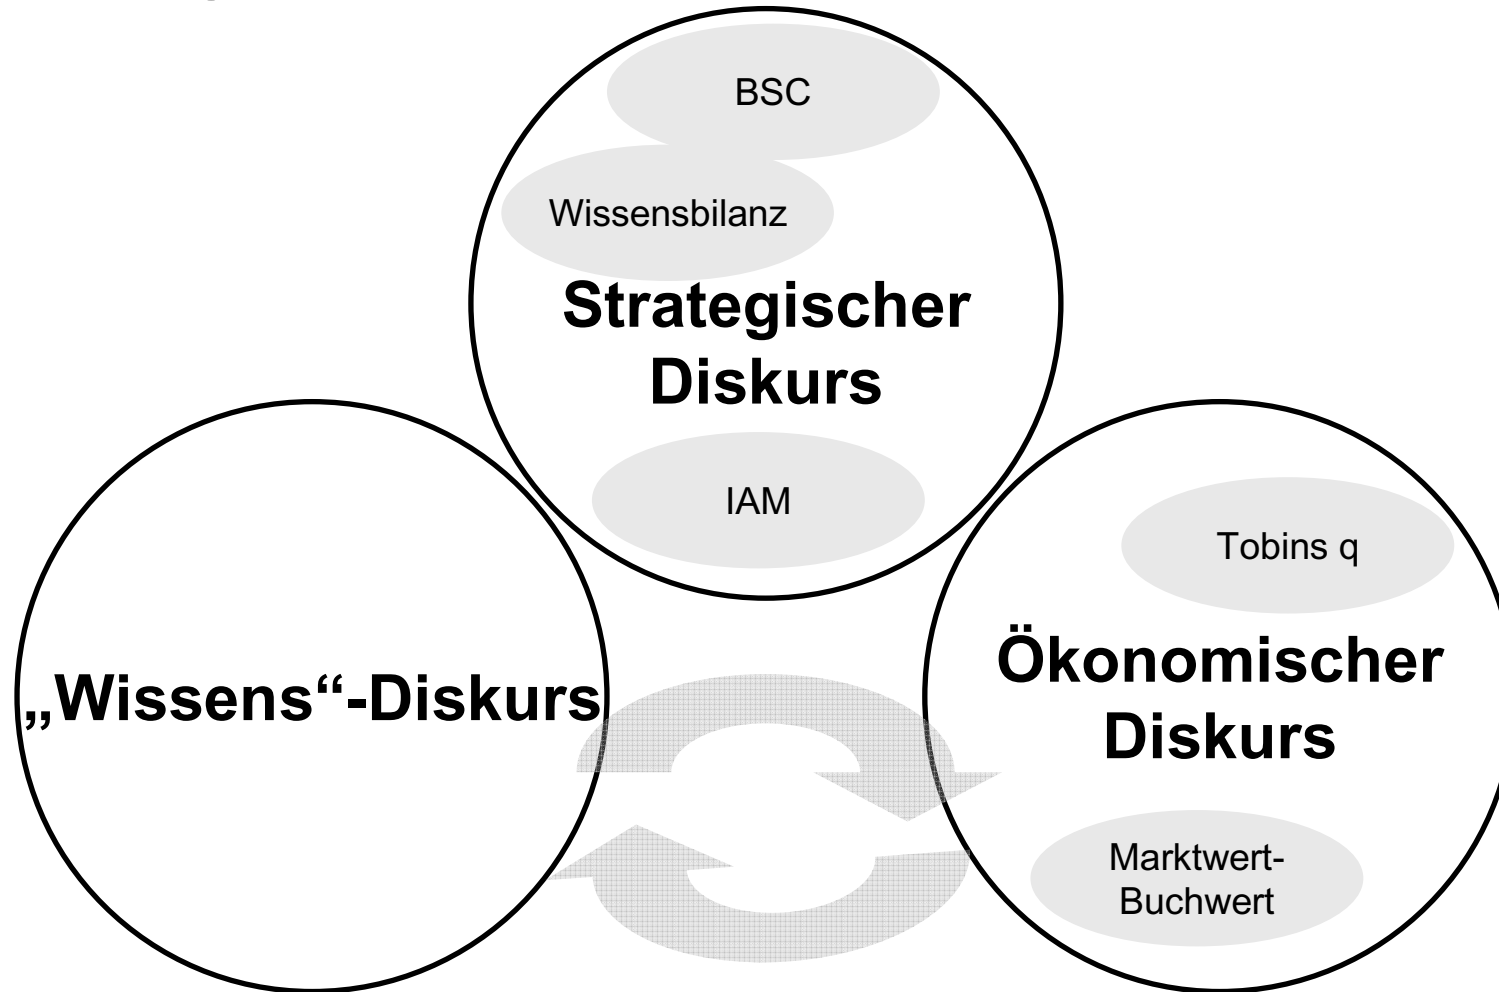 BSC
Wissensbilanz
Strategischer
Diskurs
IAM
Tobins q
Ökonomischer
Diskurs
„Wissens“-Diskurs
Marktwert-
Buchwert